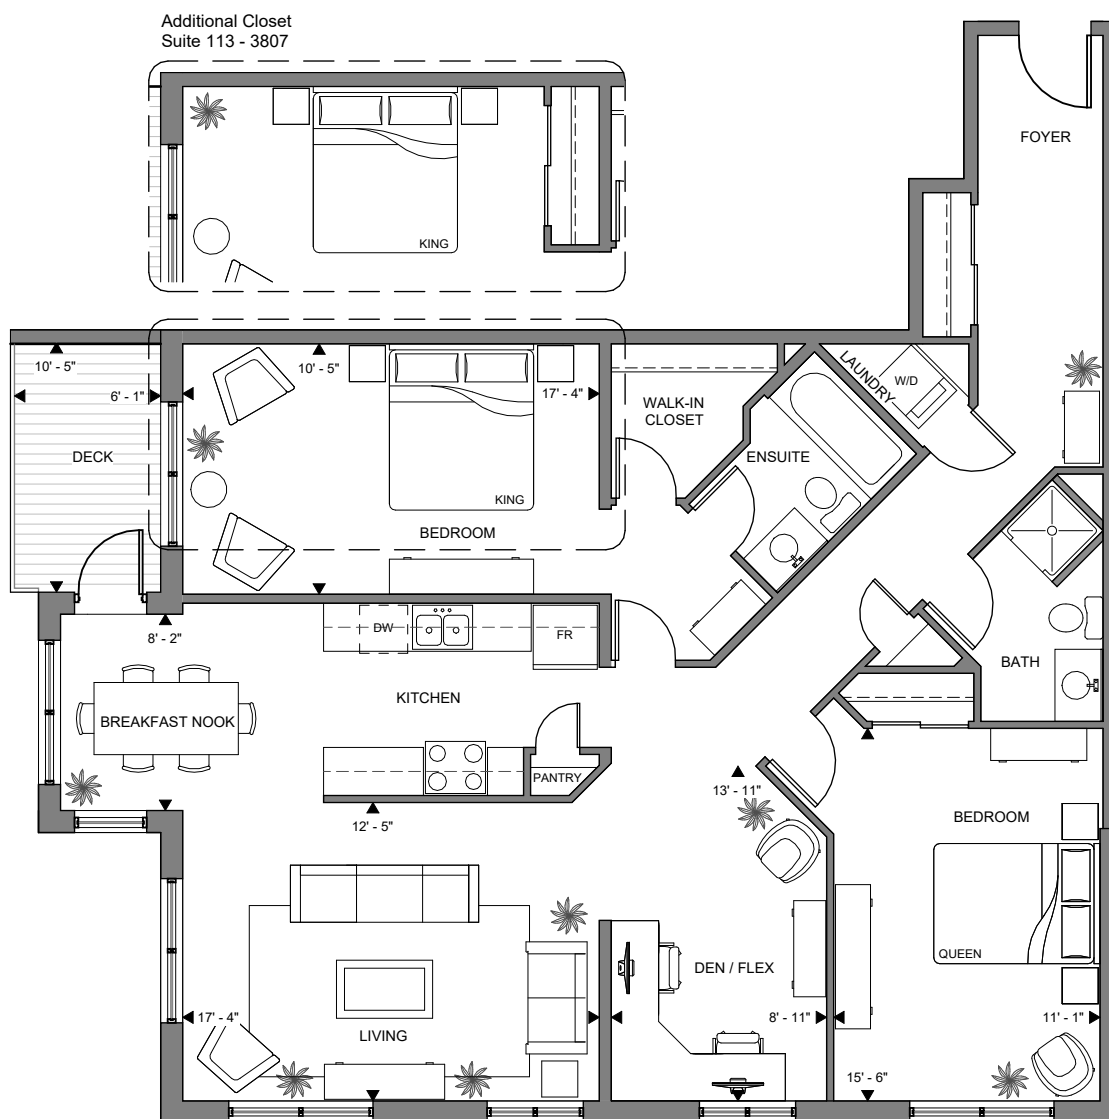 Additional Closet
Suite 113 - 3807
KING
FOYER
10' - 5"
6' - 1"
DECK
10' - 5"
17' - 4"
KING
BEDROOM
WALK-IN
CLOSET
ENSUITE
LAUNDRY
W/D
8' - 2"
DW
FR
KITCHEN
BREAKFAST NOOK
PANTRY
BATH
12' - 5"
13' - 11"
BEDROOM
QUEEN
DEN / FLEX
17' - 4"
LIVING
8' - 11"
11' - 1"
15' - 6"